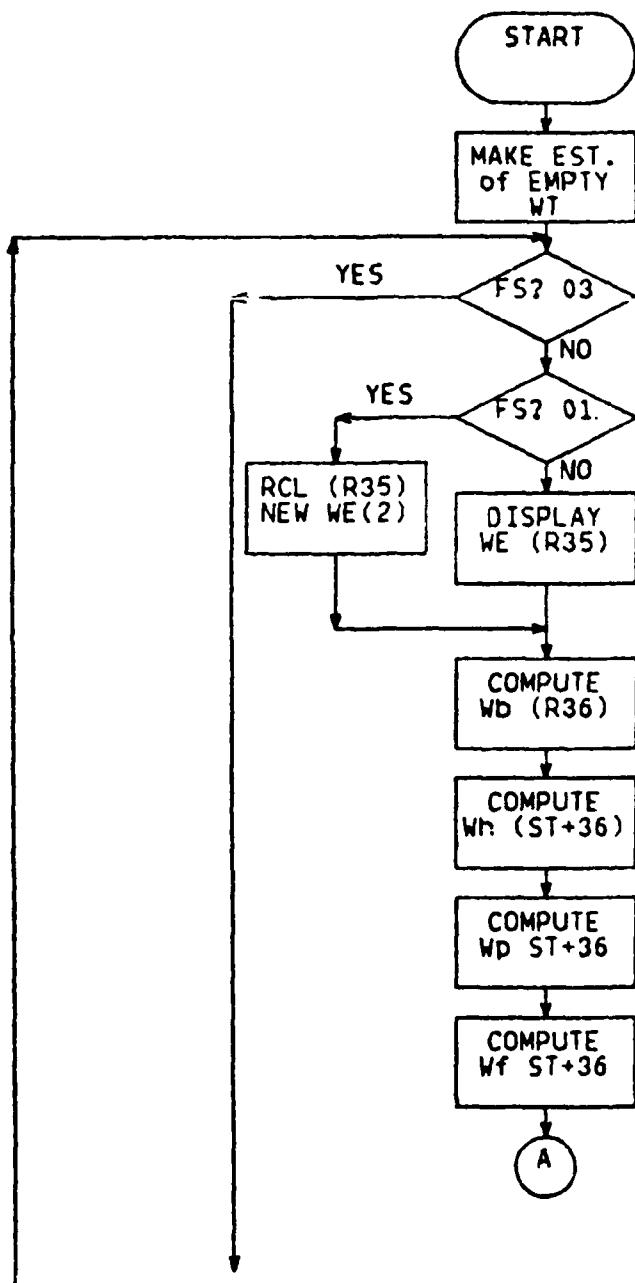 START
MAKE EST.
of EMPTY
WT
YES
FS? 03
NO
YES
FS? 01.
NO
RCL (R35)
NEW WE(2)
DISPLAY
WE (R35)
COMPUTE
Wb (R36)
COMPUTE
Wh (ST+36)
COMPUTE
Wp ST+36
COMPUTE
Wf ST+36
A